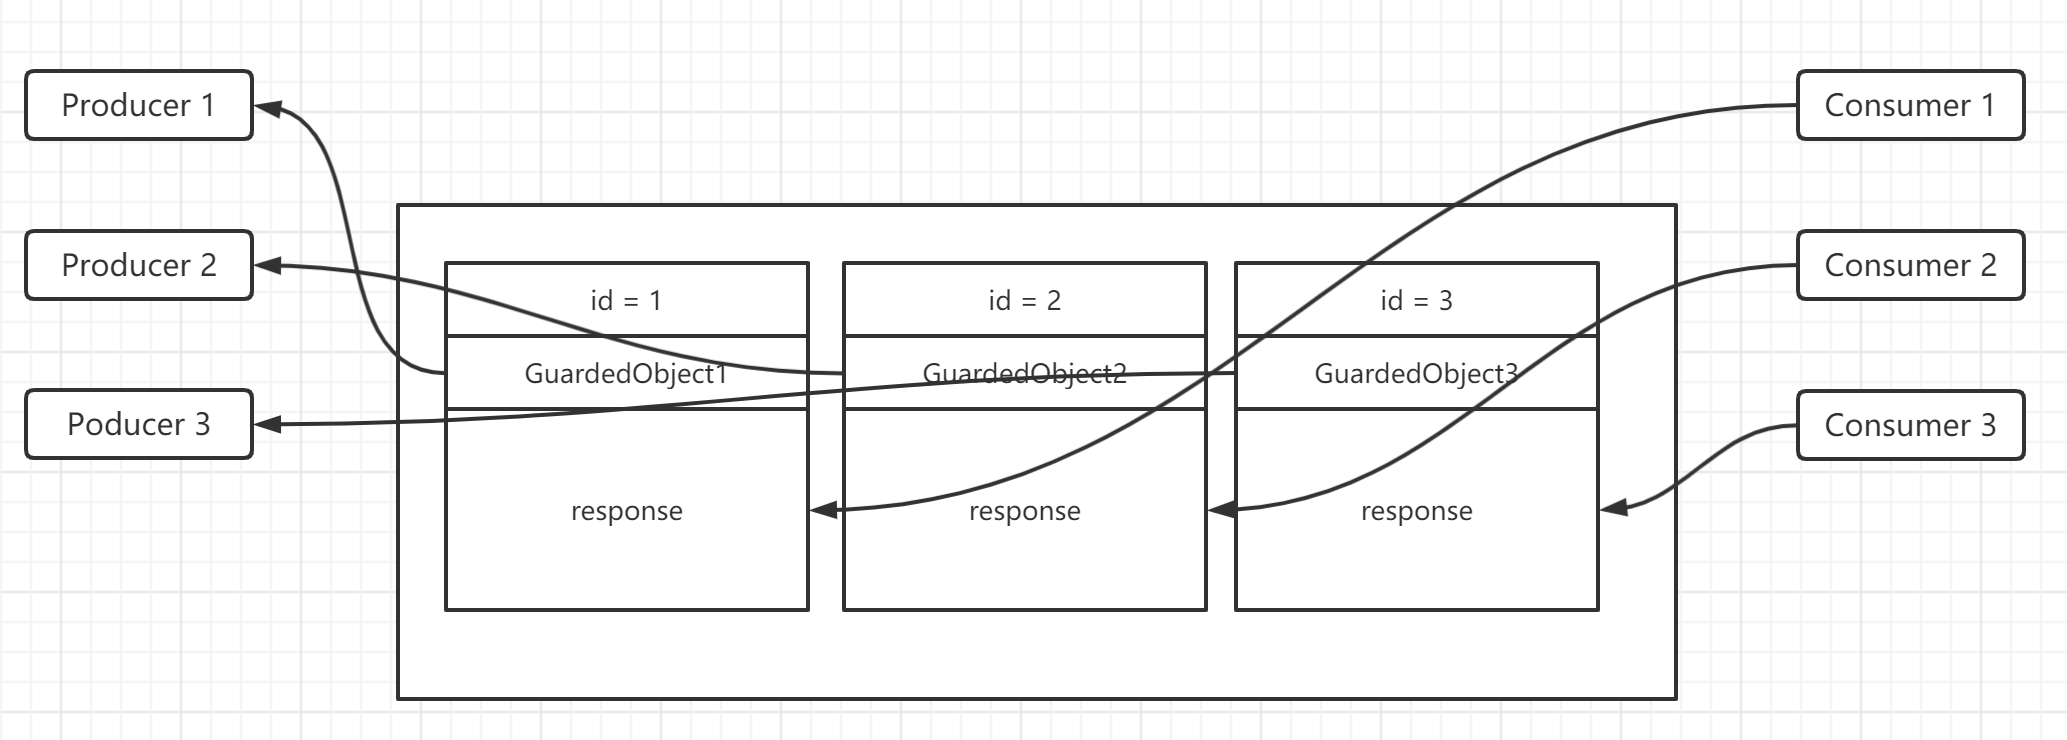 Producer 1
Producer 2
Poducer 3
id = 1
GuardedObject1
response
id = 2
GuardedObject2
response
id = 3
GuardedObject3
response
Consumer 1
Consumer 2
Consumer 3